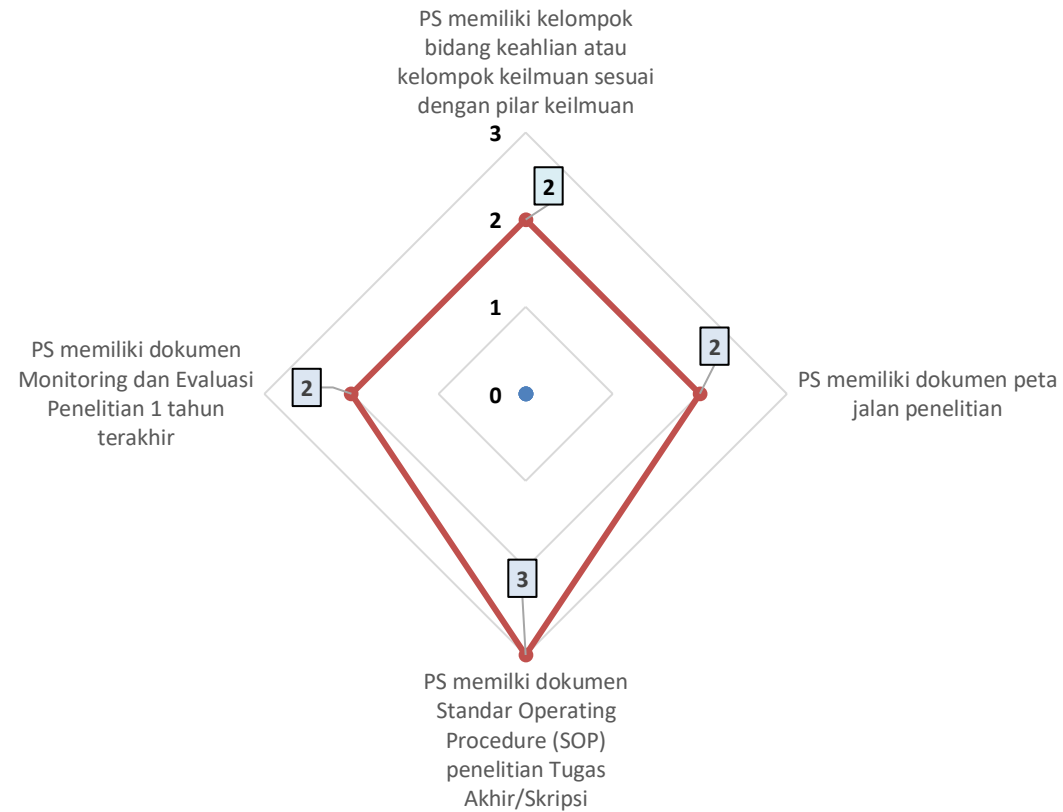 PS memiliki kelompok
bidang keahlian atau
kelompok keilmuan sesuai
dengan pilar keilmuan
3
2
2
1
0
2
PS memiliki dokumen peta
jalan penelitian
PS memiliki dokumen
Monitoring dan Evaluasi
Penelitian 1 tahun
terakhir
2
3
PS memilki dokumen
Standar Operating
Procedure (SOP)
penelitian Tugas
Akhir/Skripsi